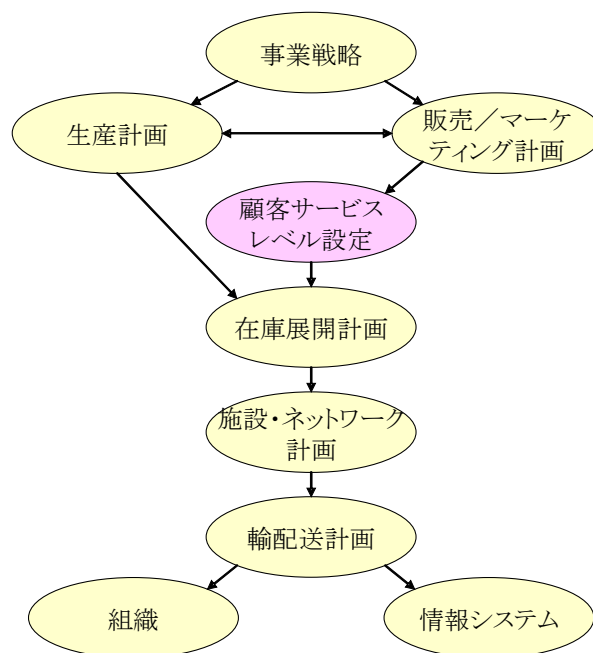 事業戦略
生産計画
販売／マーケ
ティング計画
顧客サービス
レベル設定
在庫展開計画
施設・ネットワーク
計画
輸配送計画
組織
情報システム